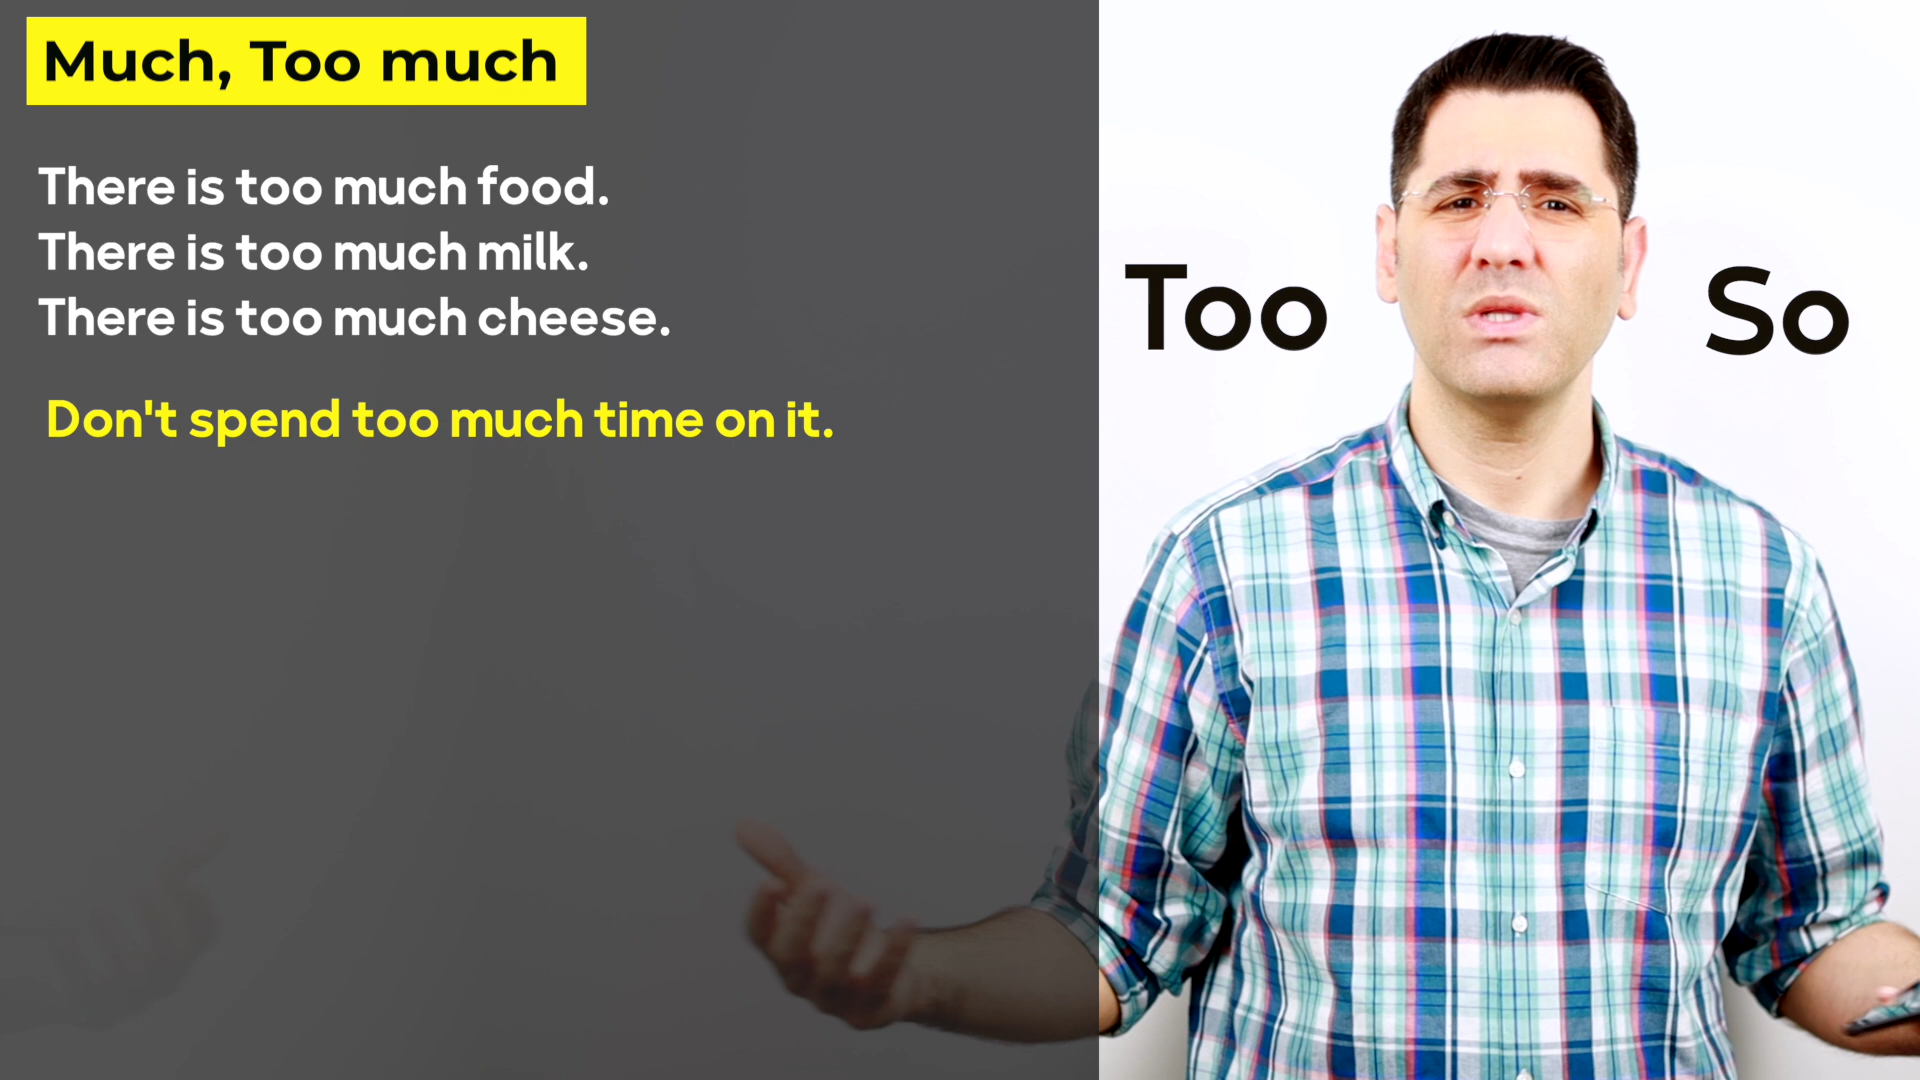 Much, Too much
There is too much food.
There is too much milk.
There is too much cheese.
Don't spend too much time on it.
Too
So